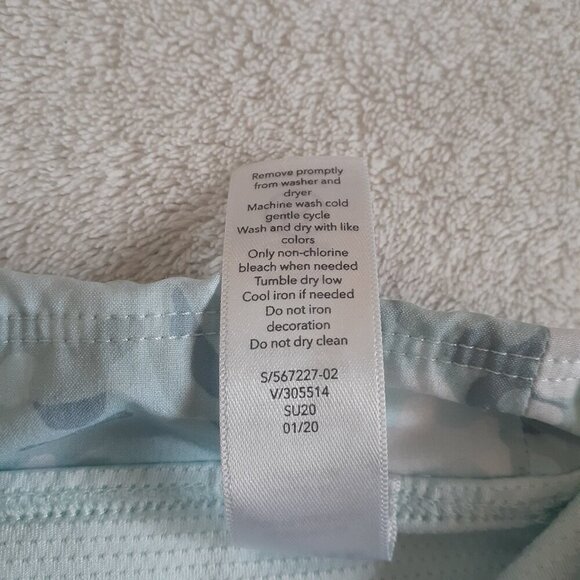 Remove promptly
from washer and
dryer
Machine wash cold
gentle cycle
Wash and dry with like
colors
Only non-chlorine
bleach when needed
Tumble dry low
Cool iron if needed
Do not iron
decoration
Do not dry clean
S/567227-02
V/305514
SU20
01/20